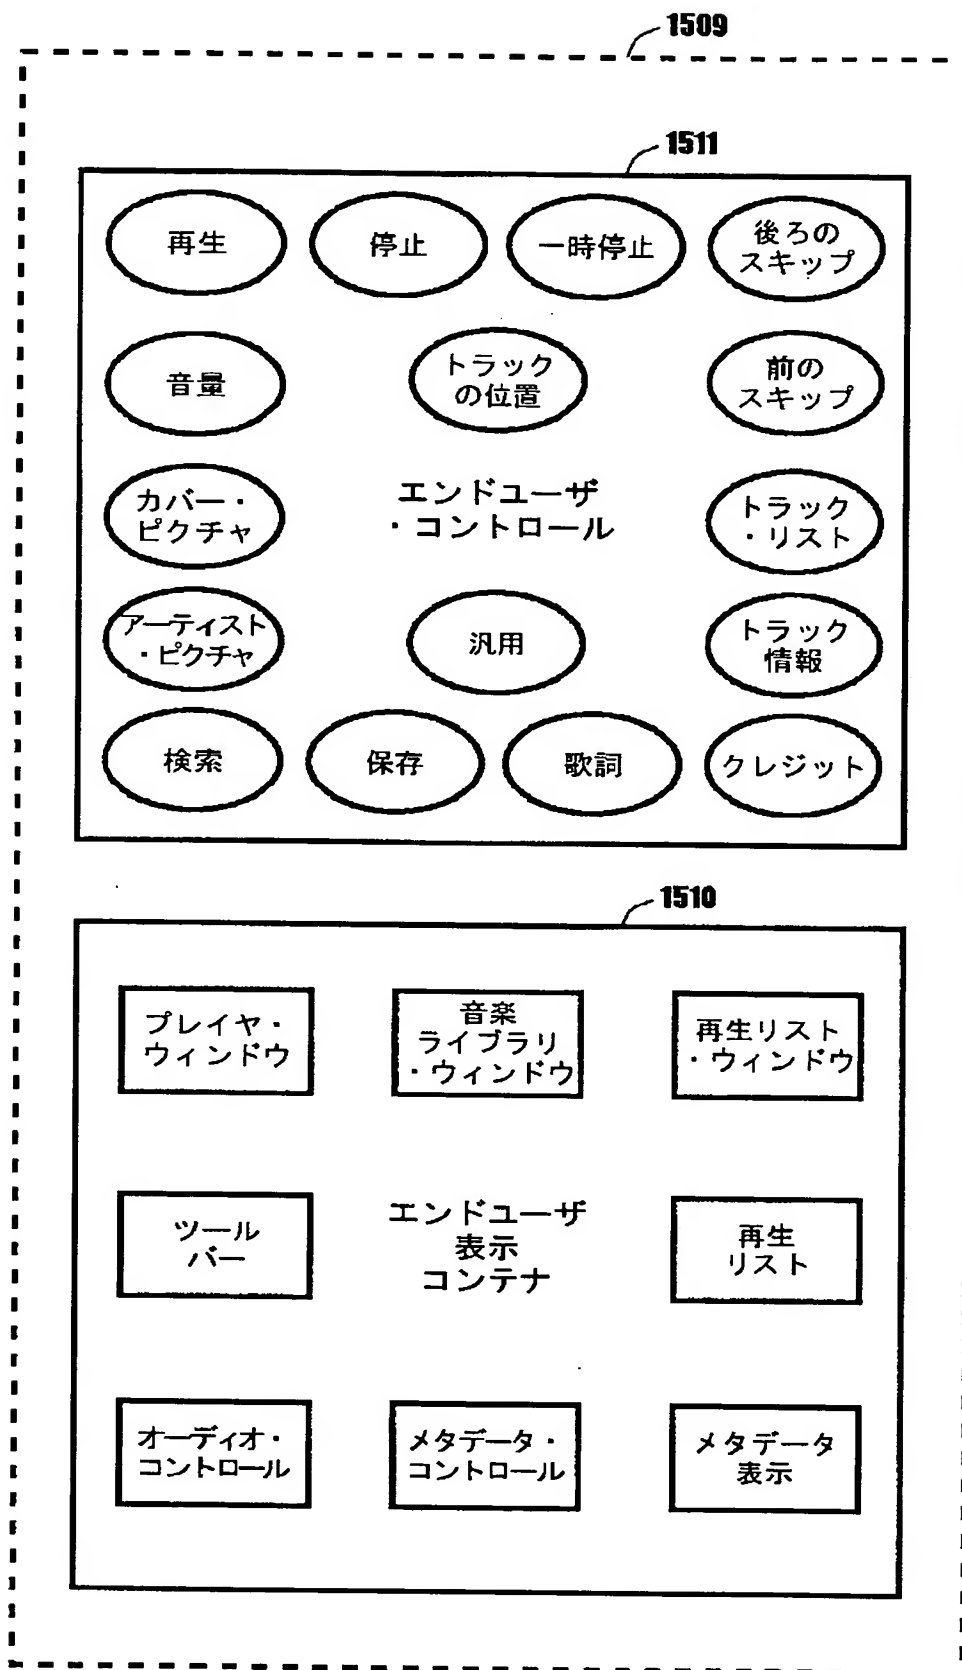 1509
1511
再生
停止
一時停止
後ろの
スキップ
音量
トラック
の位置
前の
スキップ
カバー・
ピクチャ
エンドユーザ
・コントロール
トラック
・リスト
アーティスト
・ピクチャ
汎用
トラック
情報
検索
保存
歌詞
クレジット
1510
プレイヤ・
ウィンドウ
音楽
ライブラリ
・ウィンドウ
再生リスト
・ウィンドウ
ツール
バー
エンドユーザ
表示
コンテナ
再生
リスト
オーディオ・
コントロール
メタデータ・
コントロール
メタデータ
表示